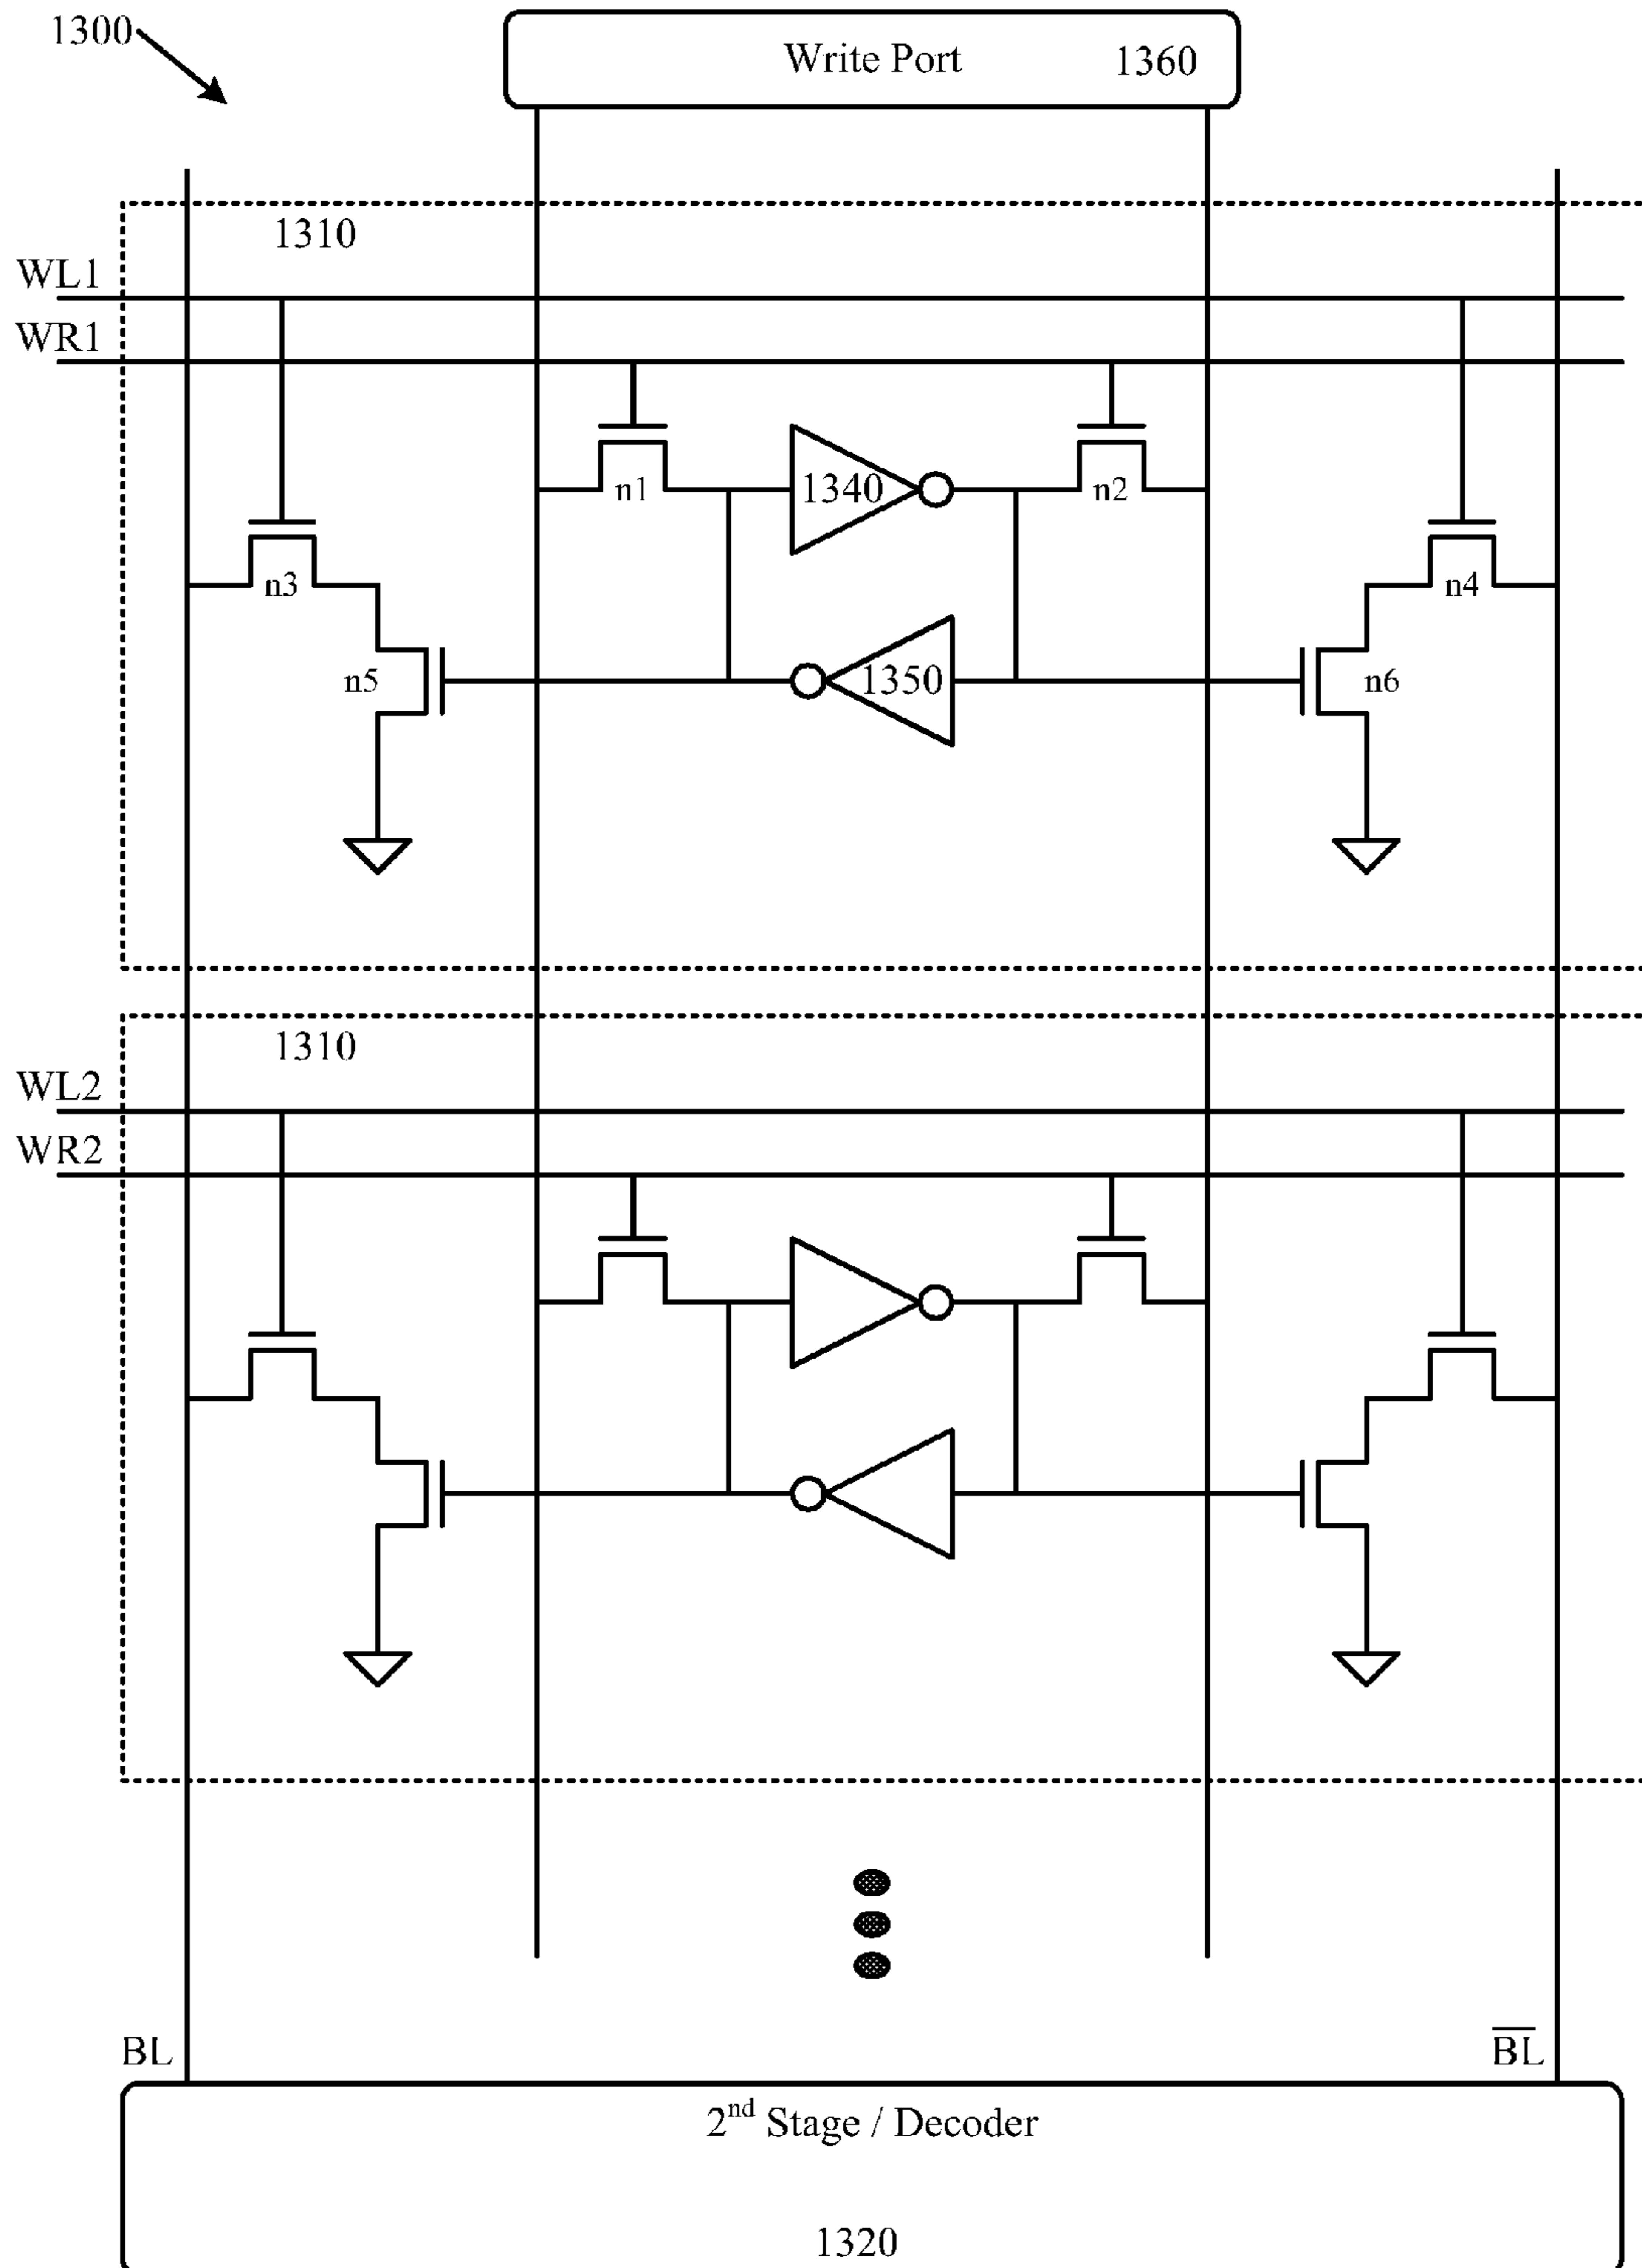 1300
Write Port 1360
1310
WL1
WR1
n1 1340 n2
n3 n4
n5 1350 n6
1310
WL2
WR2
BL B̅L̅
2nd Stage / Decoder
1320